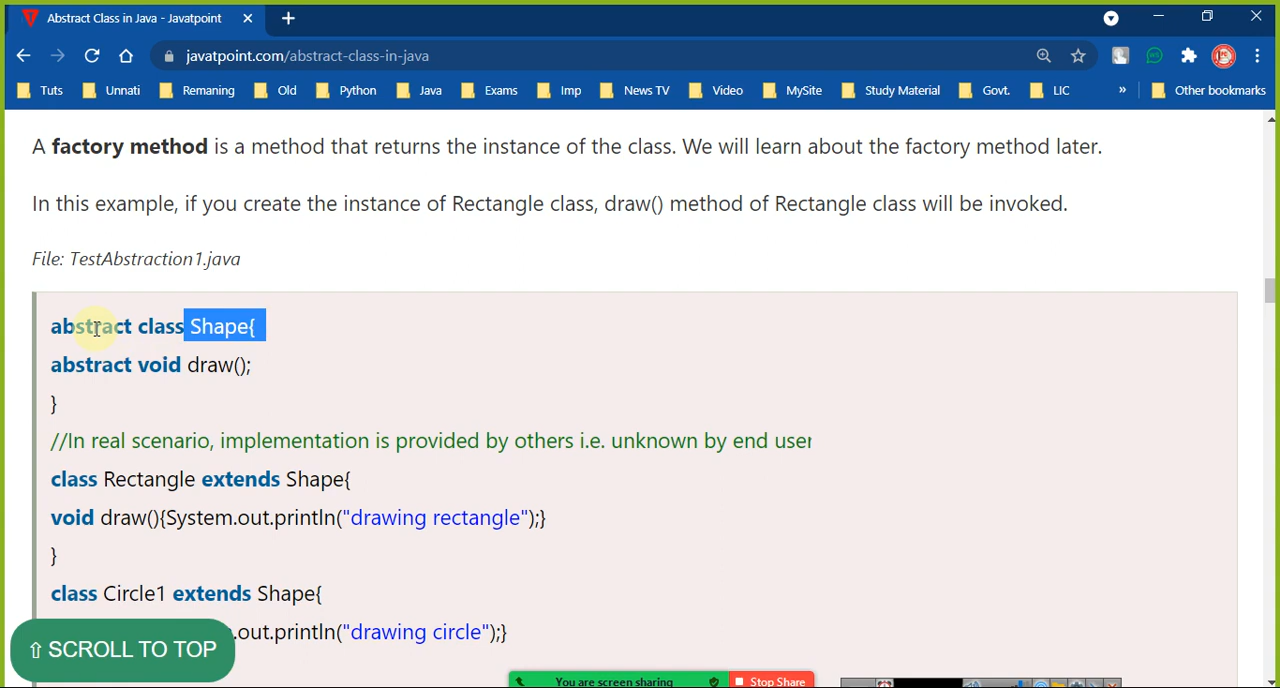 Abstract Class in Java - Javatpoint
javatpoint.com/abstract-class-in-java
Tuts Unnati Remaning Old Python Java Exams Imp News TV Video MySite Study Material Govt. LIC » Other bookmarks
A factory method is a method that returns the instance of the class. We will learn about the factory method later.
In this example, if you create the instance of Rectangle class, draw() method of Rectangle class will be invoked.
File: TestAbstraction1.java
abstract class Shape{
abstract void draw();
}
//In real scenario, implementation is provided by others i.e. unknown by end user
class Rectangle extends Shape{
void draw(){System.out.println("drawing rectangle");}
}
class Circle1 extends Shape{
.out.println("drawing circle");}
⇧ SCROLL TO TOP
You are screen sharing Stop Share